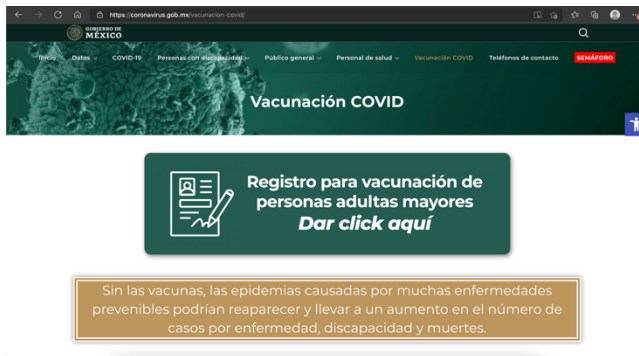 https://coronavirus.gob.mx/vacunacion-covid/
GOBIERNO DE
MÉXICO
Inicio Datos COVID-19 Personas con discapacidad Público general Personal de salud Vacunación COVID Teléfonos de contacto SEMÁFORO
Vacunación COVID
Registro para vacunación de
personas adultas mayores
Dar click aquí
Sin las vacunas, las epidemias causadas por muchas enfermedades
prevenibles podrían reaparecer y llevar a un aumento en el número de
casos por enfermedad, discapacidad y muertes.